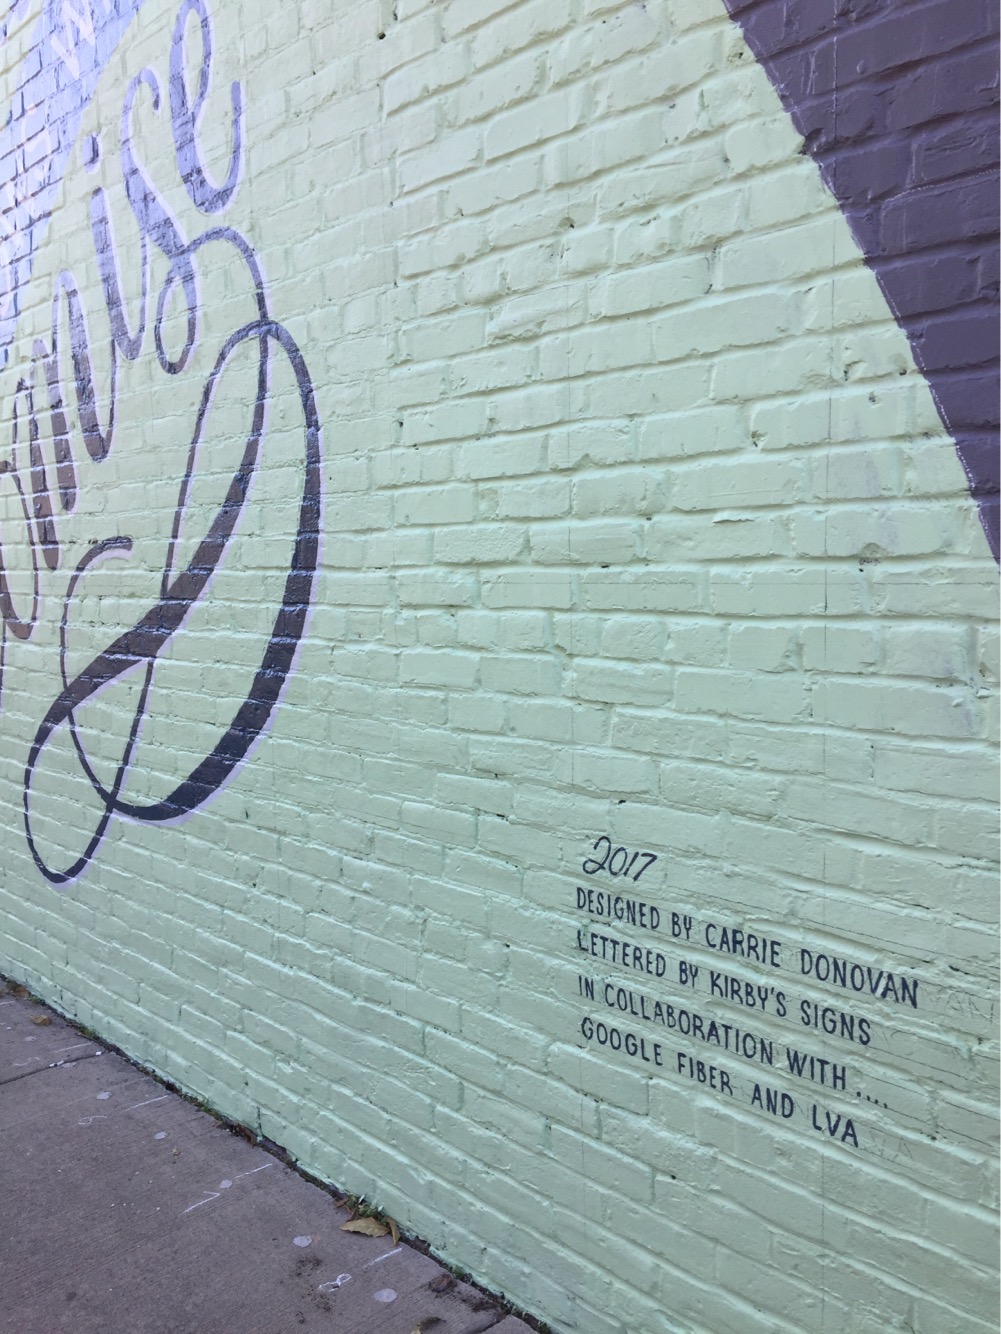 2017
DESIGNED BY CARRIE DONOVAN
LETTERED BY KIRBY'S SIGNS
IN COLLABORATION WITH ....
GOOGLE FIBER AND LVA